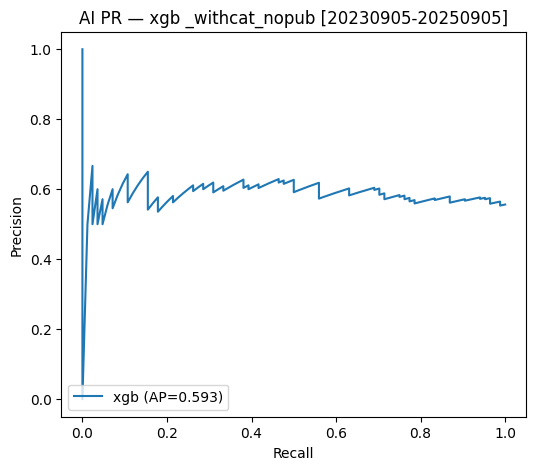 AI PR — xgb _withcat_nopub [20230905-20250905]
1.0
0.8
0.6
0.4
0.2
0.0
Precision
xgb (AP=0.593)
0.0 0.2 0.4 0.6 0.8 1.0
Recall